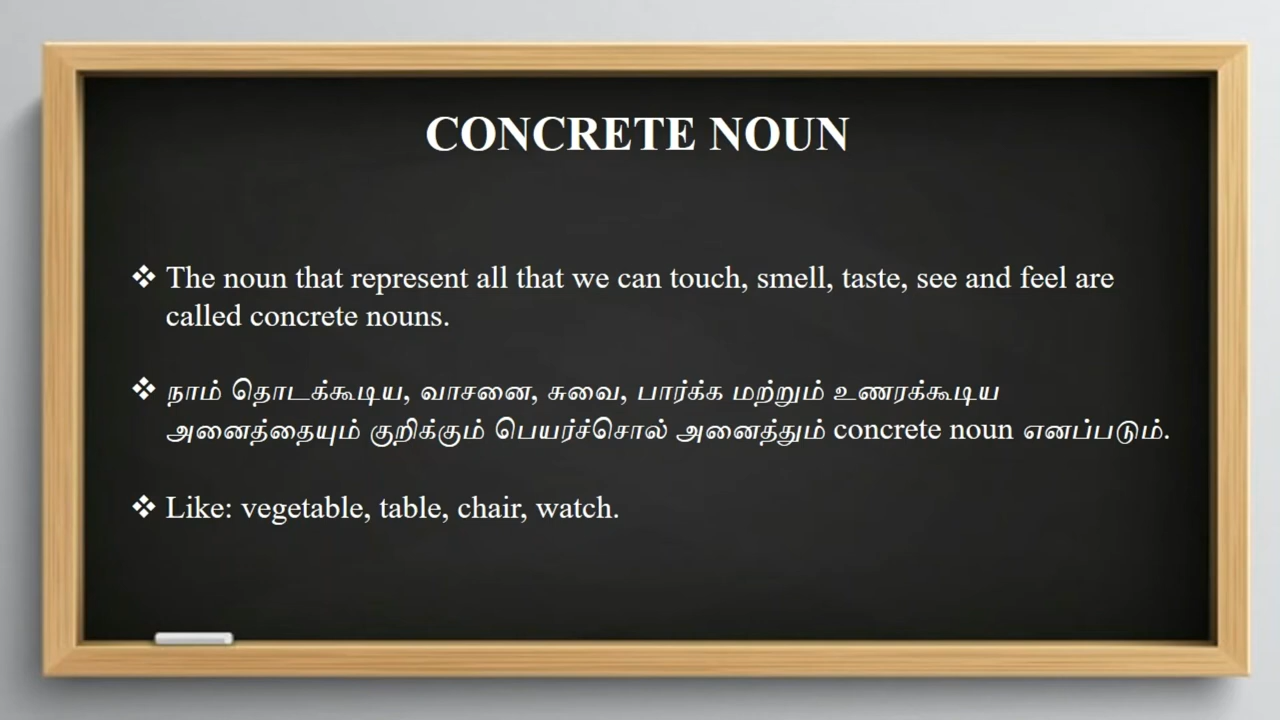 CONCRETE NOUN
❖ The noun that represent all that we can touch, smell, taste, see and feel are
called concrete nouns.
❖ நாம் தொடக்கூடிய, வாசனை, சுவை, பார்க்க மற்றும் உணரக்கூடிய
அனைத்தையும் குறிக்கும் பெயர்ச்சொல் அனைத்தும் concrete noun எனப்படும்.
❖ Like: vegetable, table, chair, watch.